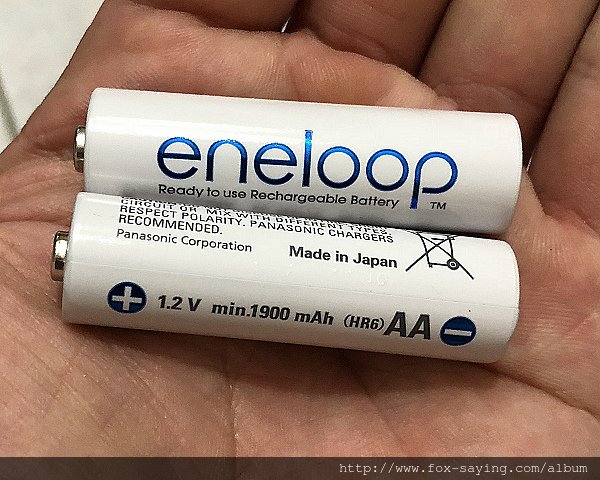 eneloop
Ready to use Rechargeable Battery ™
CIRCUIT OR MIX WITH DIFFERENT TYPES.
RESPECT POLARITY. PANASONIC CHARGERS
RECOMMENDED.
Panasonic Corporation
Made in Japan
+ 1.2 V min.1900 mAh (HR6) AA −
http://www.fox-saying.com/album